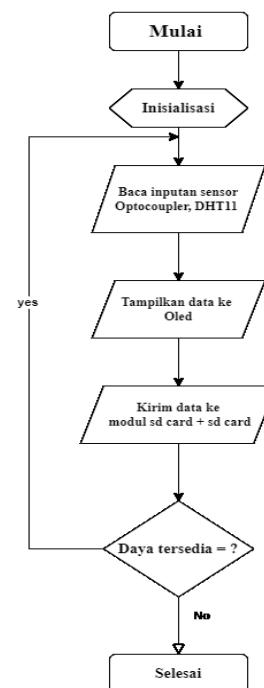 Mulai
Inisialisasi
Baca inputan sensor
Optocoupler, DHT11
Tampilkan data ke
Oled
yes
Kirim data ke
modul sd card + sd card
Daya tersedia = ?
No
Selesai